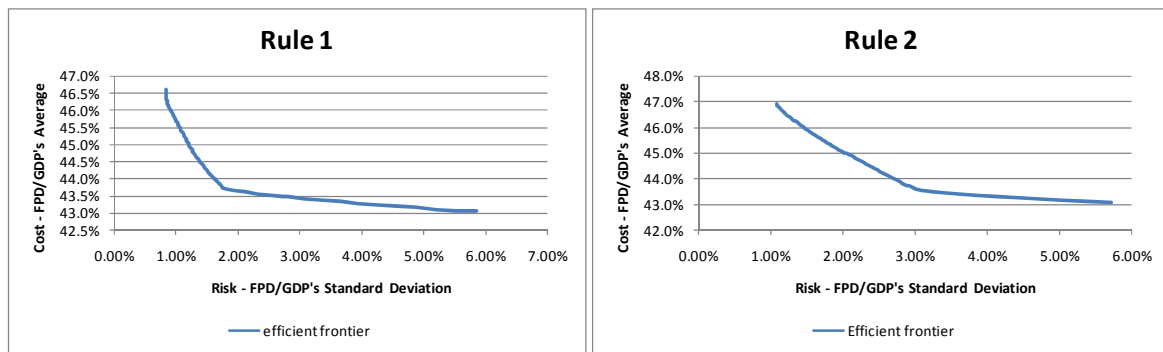 Rule 1
Cost - FPD/GDP's Average
47.0%
46.5%
46.0%
45.5%
45.0%
44.5%
44.0%
43.5%
43.0%
42.5%
0.00% 1.00% 2.00% 3.00% 4.00% 5.00% 6.00% 7.00%
Risk - FPD/GDP's Standard Deviation
efficient frontier
Rule 2
Cost - FPD/GDP's Average
48.0%
47.0%
46.0%
45.0%
44.0%
43.0%
42.0%
0.00% 1.00% 2.00% 3.00% 4.00% 5.00% 6.00%
Risk - FPD/GDP's Standard Deviation
Efficient frontier